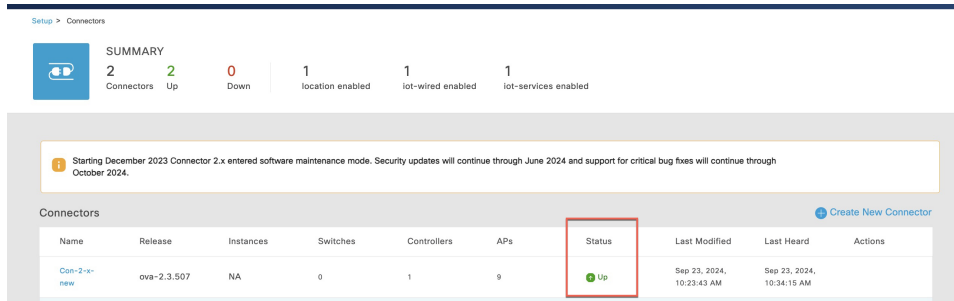 Setup > Connectors
SUMMARY
2 2 0 1 1 1
Connectors Up Down location enabled iot-wired enabled iot-services enabled
Starting December 2023 Connector 2.x entered software maintenance mode. Security updates will continue through June 2024 and support for critical bug fixes will continue through
October 2024.
Connectors Create New Connector
Name Release Instances Switches Controllers APs Status Last Modified Last Heard Actions
Con-2-x- Sep 23, 2024, Sep 23, 2024,
ova-2.3.507 NA 0 1 9 Up
new 10:23:43 AM 10:34:15 AM